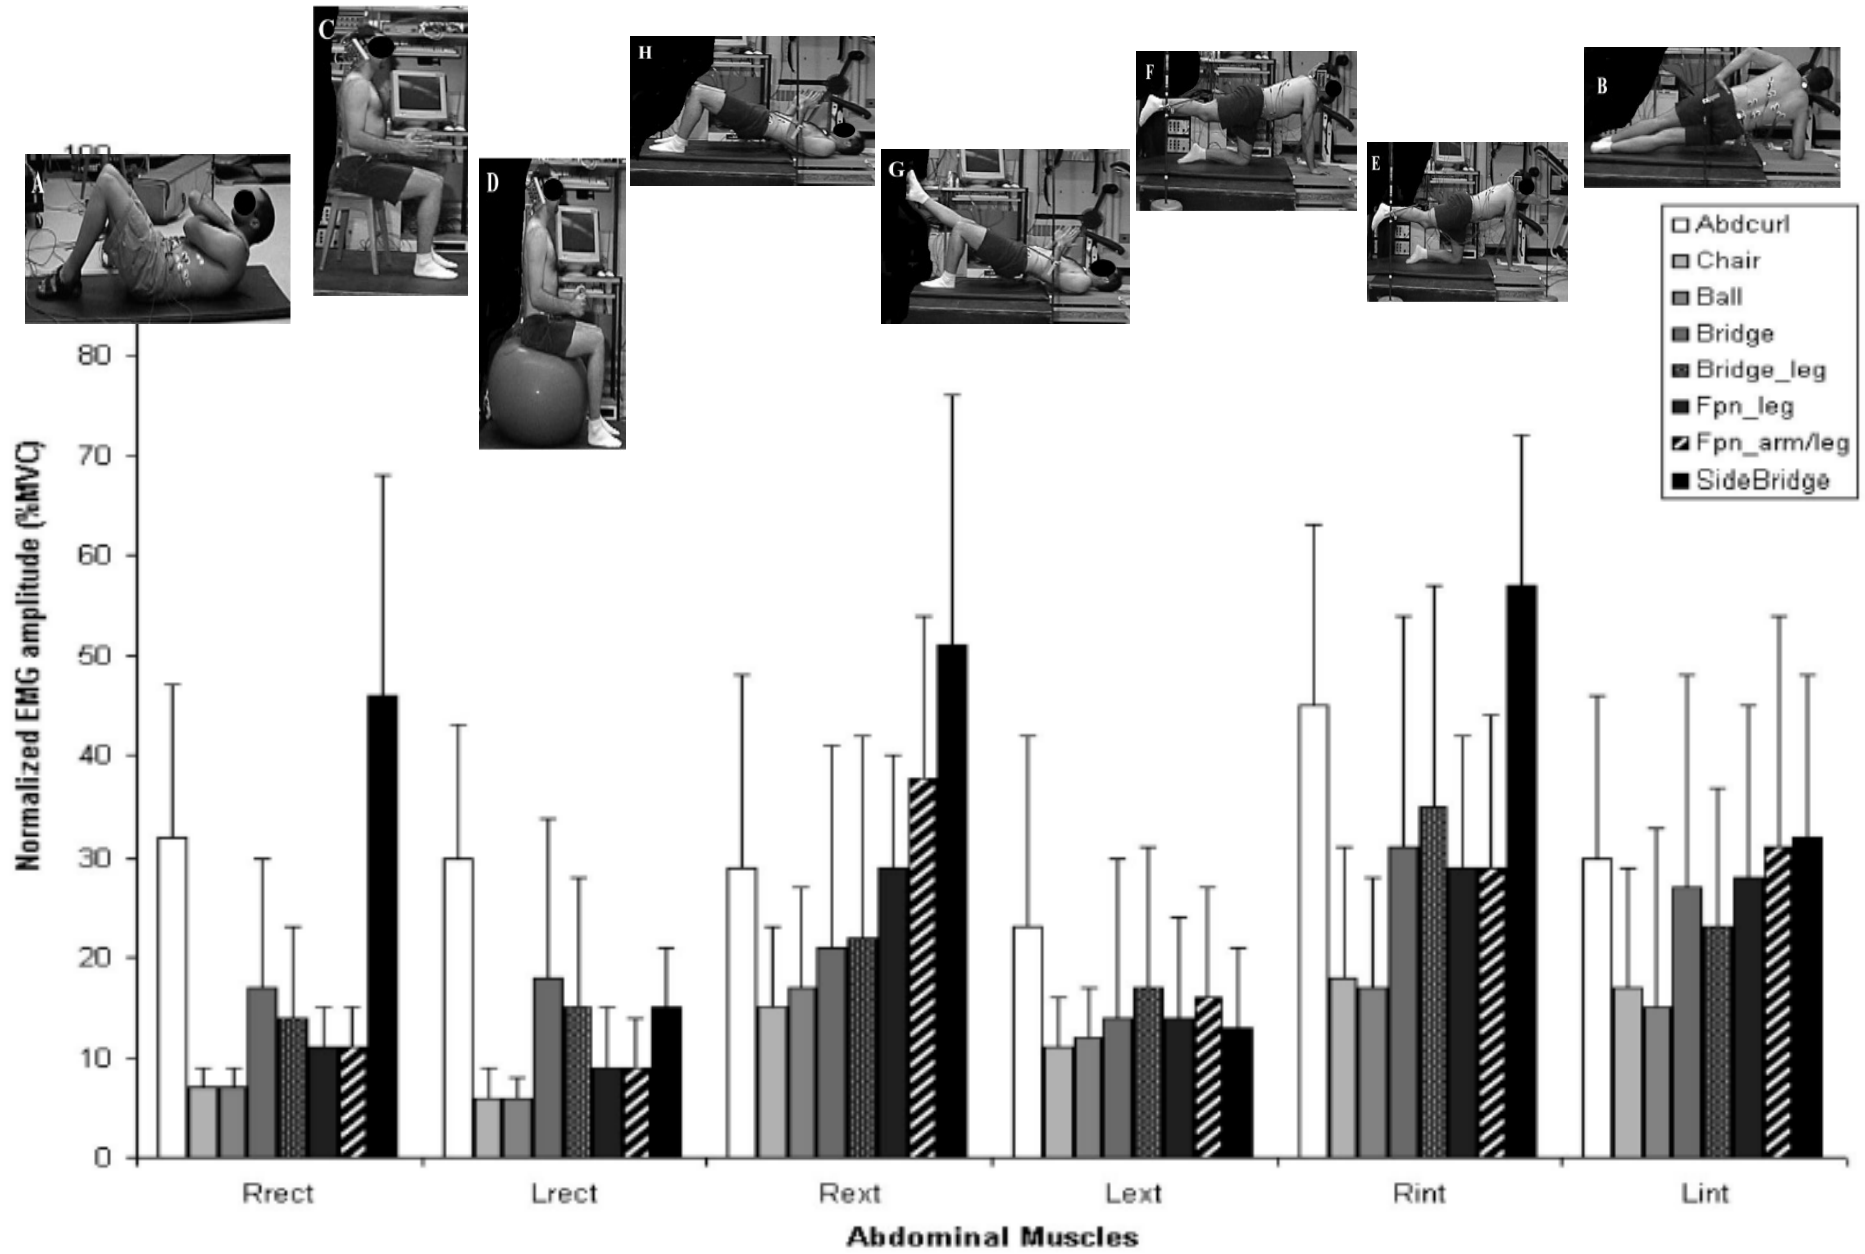 C
H
F
B
G
E
A
D
100
Abdcurl
Chair
Ball
Bridge
Bridge_leg
Fpn_leg
Fpn_arm/leg
SideBridge
Normalized EMG amplitude (%MVC)
80
70
60
50
40
30
20
10
0
Rrect Lrect Rext Lext Rint Lint
Abdominal Muscles